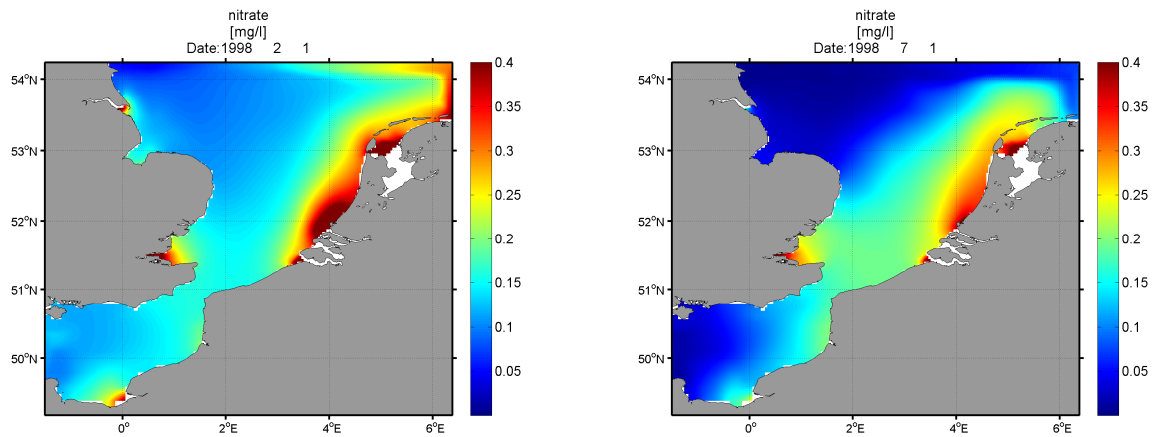 nitrate
[mg/l]
Date:1998 2 1
54°N
53°N
52°N
51°N
50°N
0°
2°E
4°E
6°E
0.4
0.35
0.3
0.25
0.2
0.15
0.1
0.05
nitrate
[mg/l]
Date:1998 7 1
54°N
53°N
52°N
51°N
50°N
0°
2°E
4°E
6°E
0.4
0.35
0.3
0.25
0.2
0.15
0.1
0.05